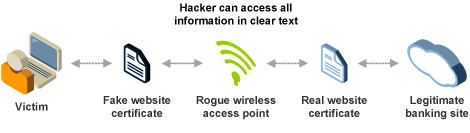 Hacker can access all
information in clear text
Victim
Fake website
certificate
Rogue wireless
access point
Real website
certificate
Legitimate
banking site